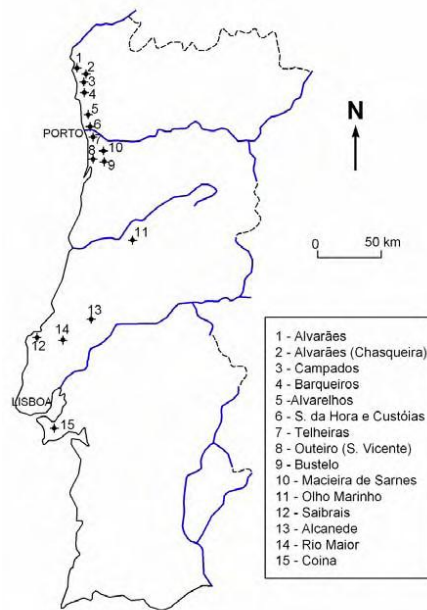 1
2
3
4
5
6
PORTO
7
8
10
9
N
11
0
50 km
13
12
14
LISBOA
15
1 - Alvarães
2 - Alvarães (Chasqueira)
3 - Campados
4 - Barqueiros
5 -Alvarelhos
6 - S. da Hora e Custóias
7 - Telheiras
8 - Outeiro (S. Vicente)
9 - Bustelo
10 - Macieira de Sarnes
11 - Olho Marinho
12 - Saibrais
13 - Alcanede
14 - Rio Maior
15 - Coina